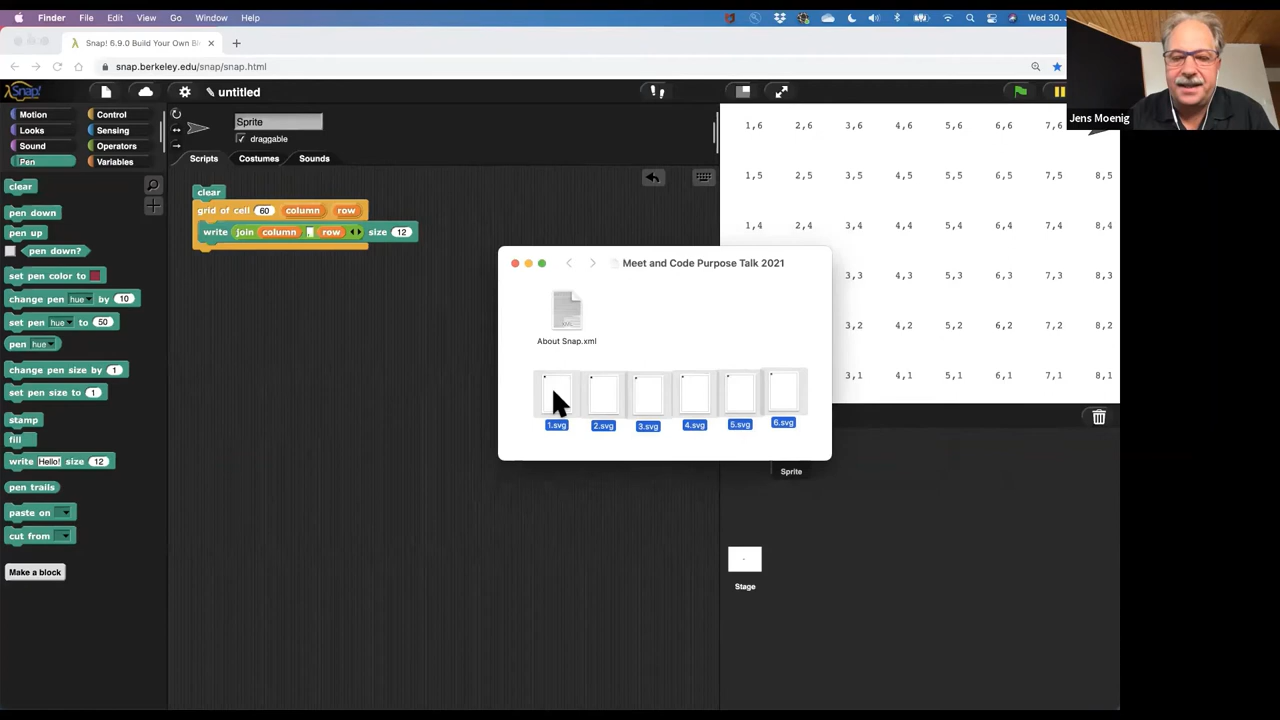 Finder File Edit View Go Window Help
Wed 30.
Snap! 6.9.0 Build Your Own Bl
snap.berkeley.edu/snap/snap.html
Snap!
untitled
Jens Moenig
Motion Control
Looks Sensing
Sound Operators
Pen Variables
Sprite
draggable
Scripts Costumes Sounds
clear
pen down
pen up
pen down?
set pen color to
change pen hue by 10
set pen hue to 50
pen hue
change pen size by 1
set pen size to 1
stamp
fill
write Hello! size 12
pen trails
paste on
cut from
Make a block
clear
grid of cell 60 column row
write join column , row size 12
Meet and Code Purpose Talk 2021
XML
About Snap.xml
1.svg 2.svg 3.svg 4.svg 5.svg 6.svg
1,6 2,6 3,6 4,6 5,6 6,6 7,6
1,5 2,5 3,5 4,5 5,5 6,5 7,5 8,5
1,4 2,4 3,4 4,4 5,4 6,4 7,4 8,4
3,3 4,3 5,3 6,3 7,3 8,3
3,2 4,2 5,2 6,2 7,2 8,2
3,1 4,1 5,1 6,1 7,1 8,1
Sprite
Stage